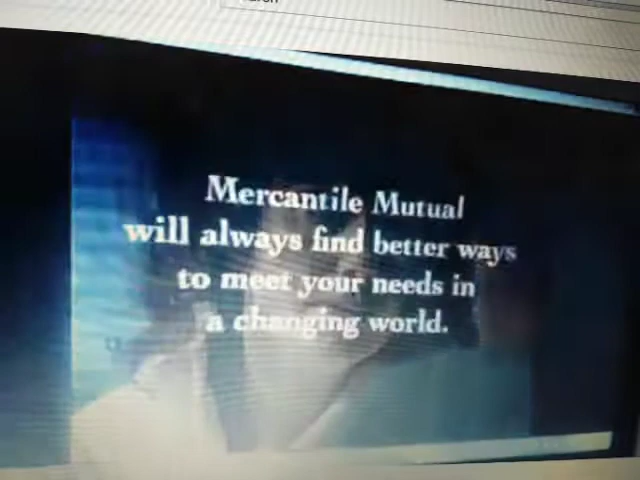 Mercantile Mutual
will always find better ways
to meet your needs in
a changing world.